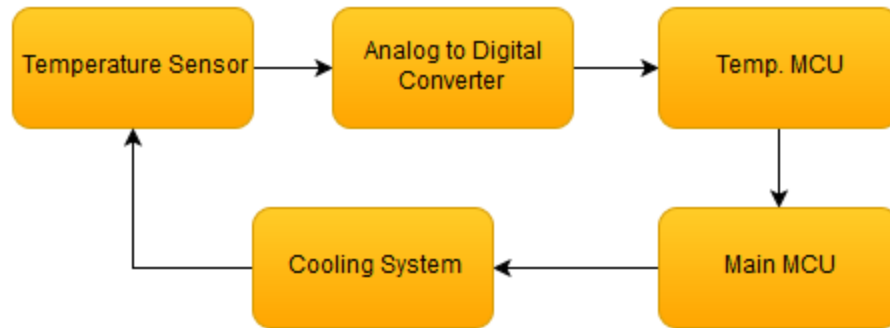 Temperature Sensor
Analog to Digital
Converter
Temp. MCU
Cooling System
Main MCU